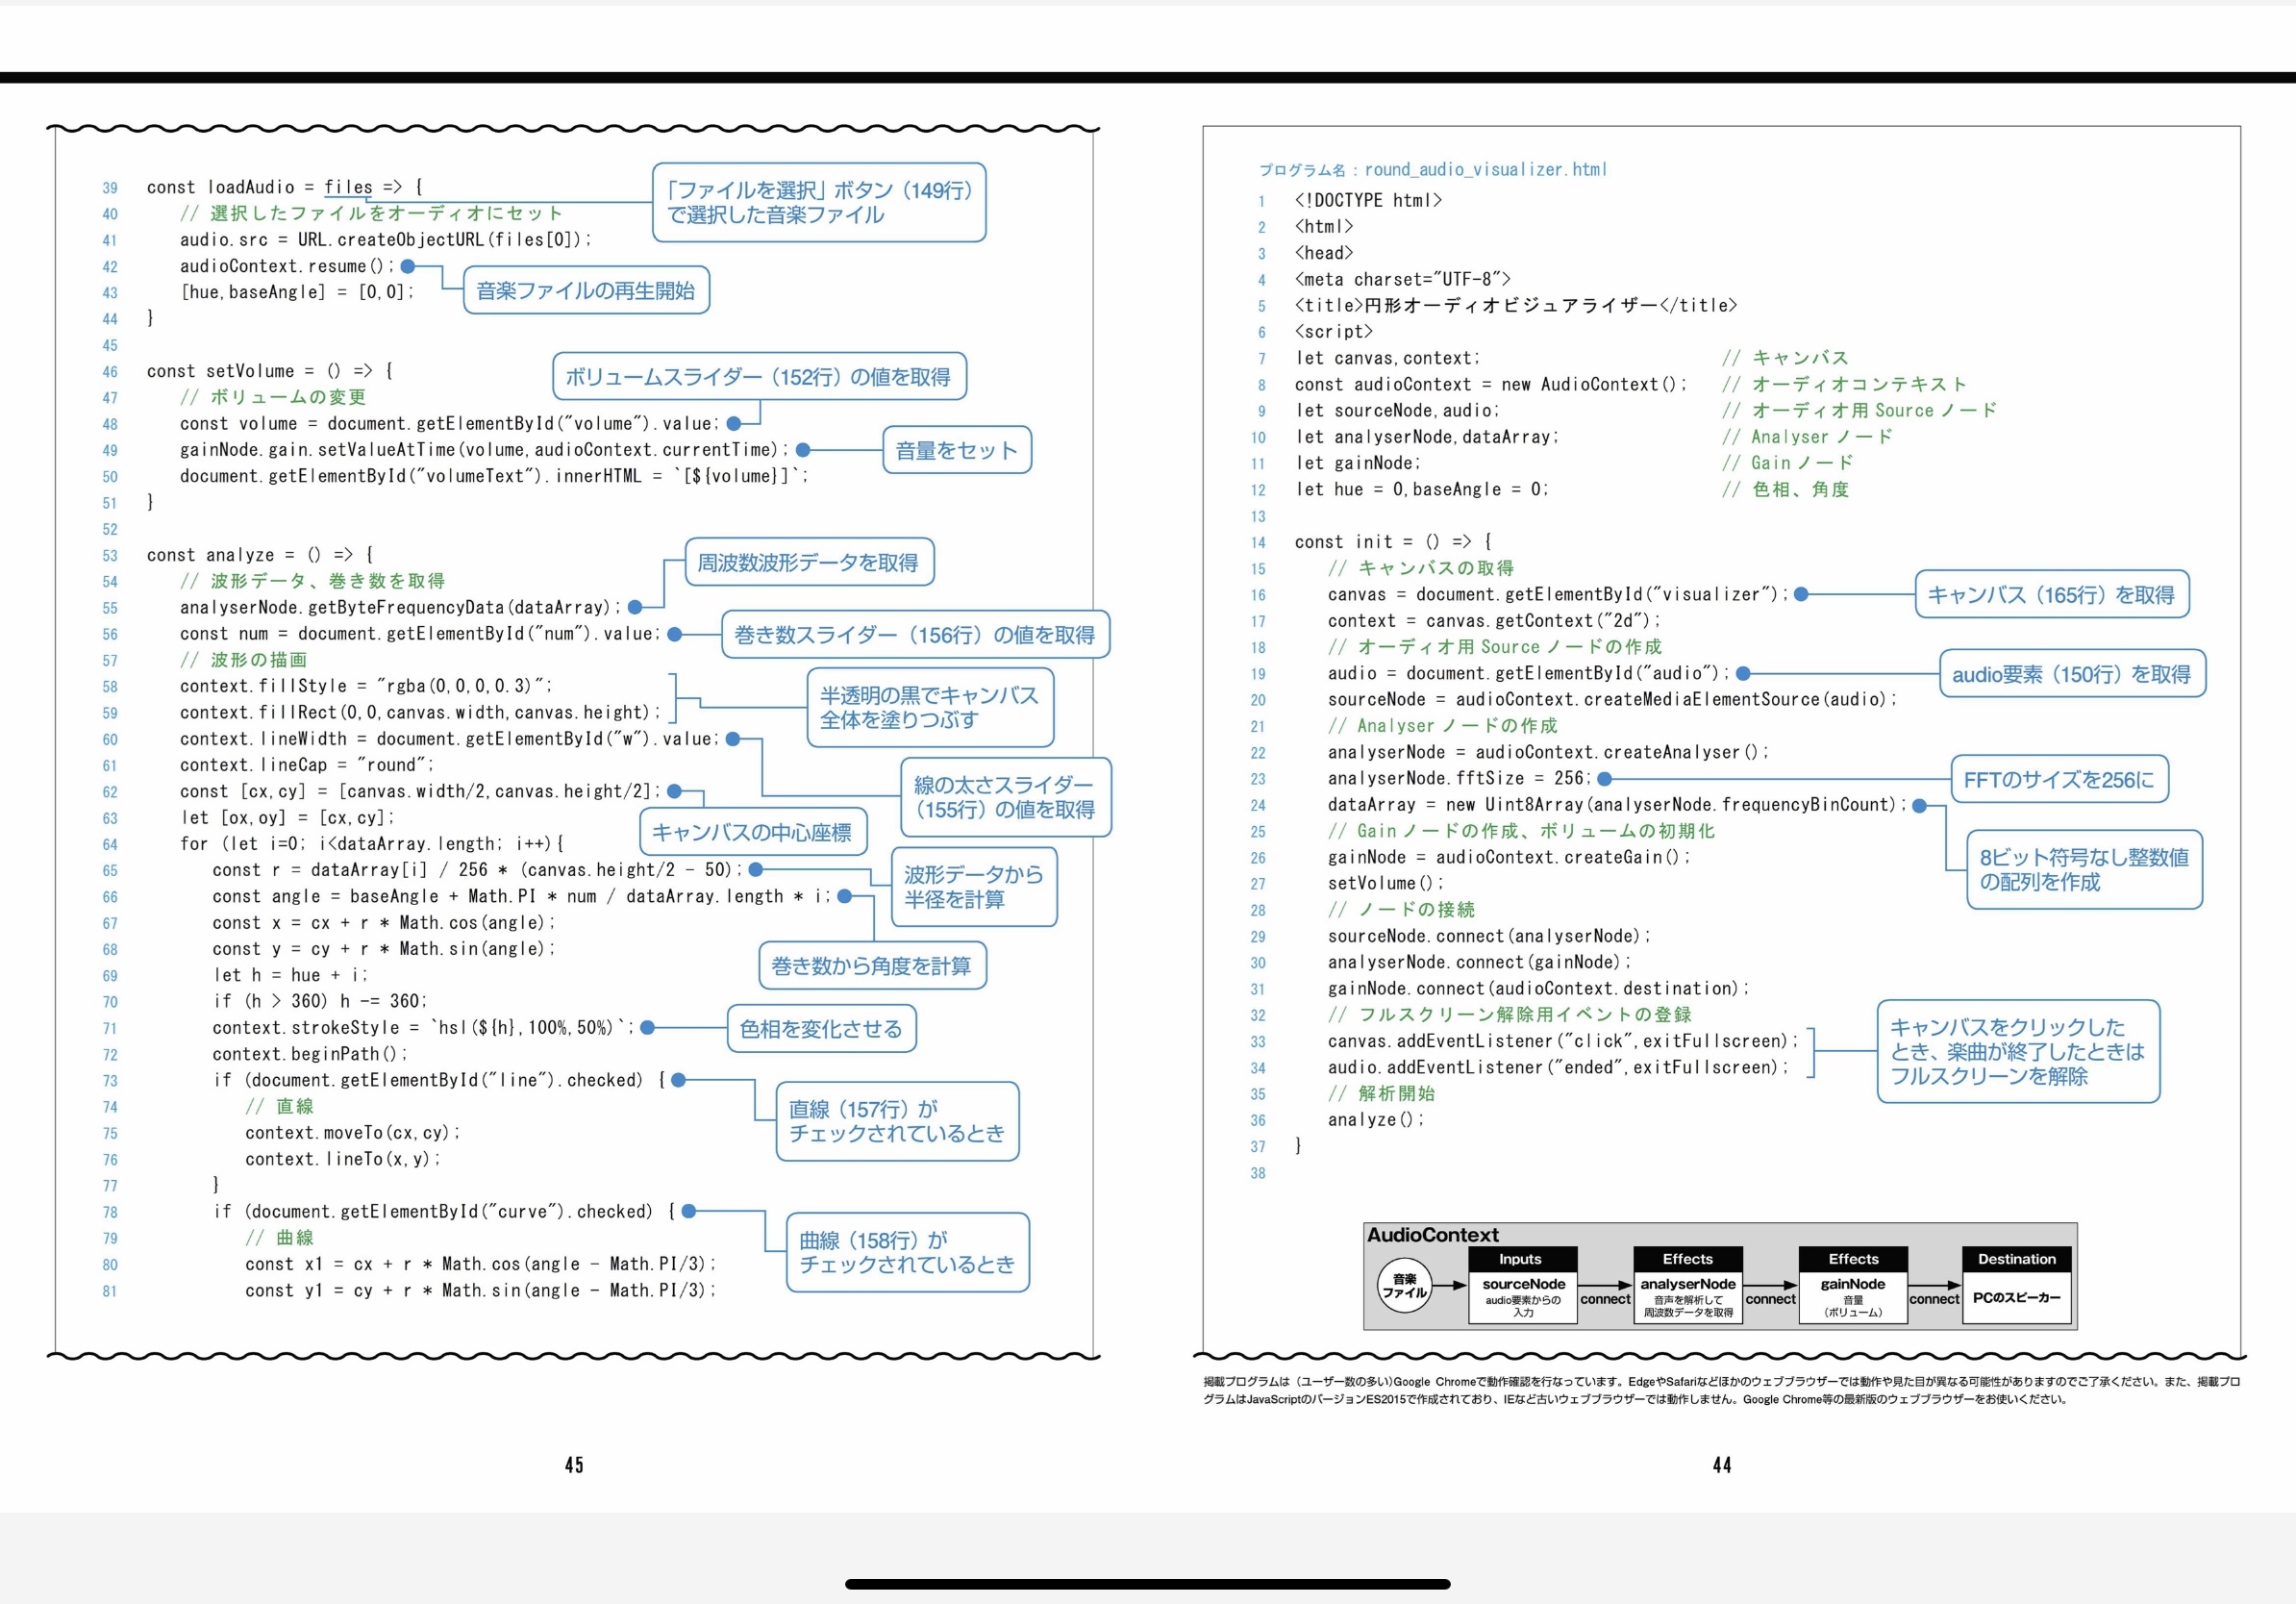 39 const loadAudio = files => {
40 // 選択したファイルをオーディオにセット
41 audio.src = URL.createObjectURL(files[0]);
42 audioContext.resume();
43 [hue,baseAngle] = [0,0];
44 }
45
「ファイルを選択」ボタン（149行）
で選択した音楽ファイル
音楽ファイルの再生開始
46 const setVolume = () => {
47 // ボリュームの変更
48 const volume = document.getElementById("volume").value;
49 gainNode.gain.setValueAtTime(volume,audioContext.currentTime);
50 document.getElementById("volumeText").innerHTML = `[${volume}]`;
51 }
52
ボリュームスライダー（152行）の値を取得
音量をセット
53 const analyze = () => {
54 // 波形データ、巻き数を取得
55 analyserNode.getByteFrequencyData(dataArray);
56 const num = document.getElementById("num").value;
57 // 波形の描画
58 context.fillStyle = "rgba(0,0,0,0.3)";
59 context.fillRect(0,0,canvas.width,canvas.height);
60 context.lineWidth = document.getElementById("w").value;
61 context.lineCap = "round";
62 const [cx,cy] = [canvas.width/2,canvas.height/2];
63 let [ox,oy] = [cx,cy];
64 for (let i=0; i<dataArray.length; i++){
65 const r = dataArray[i] / 256 * (canvas.height/2 - 50);
66 const angle = baseAngle + Math.PI * num / dataArray.length * i;
67 const x = cx + r * Math.cos(angle);
68 const y = cy + r * Math.sin(angle);
69 let h = hue + i;
70 if (h > 360) h -= 360;
71 context.strokeStyle = `hsl(${h},100%,50%)`;
72 context.beginPath();
73 if (document.getElementById("line").checked) {
74 // 直線
75 context.moveTo(cx,cy);
76 context.lineTo(x,y);
77 }
78 if (document.getElementById("curve").checked) {
79 // 曲線
80 const x1 = cx + r * Math.cos(angle - Math.PI/3);
81 const y1 = cy + r * Math.sin(angle - Math.PI/3);
周波数波形データを取得
巻き数スライダー（156行）の値を取得
半透明の黒でキャンバス
全体を塗りつぶす
線の太さスライダー
（155行）の値を取得
キャンバスの中心座標
波形データから
半径を計算
巻き数から角度を計算
色相を変化させる
直線（157行）が
チェックされているとき
曲線（158行）が
チェックされているとき
45
プログラム名：round_audio_visualizer.html
1 <!DOCTYPE html>
2 <html>
3 <head>
4 <meta charset="UTF-8">
5 <title>円形オーディオビジュアライザー</title>
6 <script>
7 let canvas,context; // キャンバス
8 const audioContext = new AudioContext(); // オーディオコンテキスト
9 let sourceNode,audio; // オーディオ用 Source ノード
10 let analyserNode,dataArray; // Analyser ノード
11 let gainNode; // Gain ノード
12 let hue = 0,baseAngle = 0; // 色相、角度
13
14 const init = () => {
15 // キャンバスの取得
16 canvas = document.getElementById("visualizer");
17 context = canvas.getContext("2d");
18 // オーディオ用 Source ノードの作成
19 audio = document.getElementById("audio");
20 sourceNode = audioContext.createMediaElementSource(audio);
21 // Analyser ノードの作成
22 analyserNode = audioContext.createAnalyser();
23 analyserNode.fftSize = 256;
24 dataArray = new Uint8Array(analyserNode.frequencyBinCount);
25 // Gain ノードの作成、ボリュームの初期化
26 gainNode = audioContext.createGain();
27 setVolume();
28 // ノードの接続
29 sourceNode.connect(analyserNode);
30 analyserNode.connect(gainNode);
31 gainNode.connect(audioContext.destination);
32 // フルスクリーン解除用イベントの登録
33 canvas.addEventListener("click",exitFullscreen);
34 audio.addEventListener("ended",exitFullscreen);
35 // 解析開始
36 analyze();
37 }
38
キャンバス（165行）を取得
audio要素（150行）を取得
FFTのサイズを256に
8ビット符号なし整数値
の配列を作成
キャンバスをクリックした
とき、楽曲が終了したときは
フルスクリーンを解除
AudioContext
音楽
ファイル
Inputs
sourceNode
audio要素からの
入力
connect
Effects
analyserNode
音声を解析して
周波数データを取得
connect
Effects
gainNode
音量
（ボリューム）
connect
Destination
PCのスピーカー
掲載プログラムは（ユーザー数の多い)Google Chromeで動作確認を行なっています。EdgeやSafariなどほかのウェブブラウザーでは動作や見た目が異なる可能性がありますのでご了承ください。また、掲載プロ
グラムはJavaScriptのバージョンES2015で作成されており、IEなど古いウェブブラウザーでは動作しません。Google Chrome等の最新版のウェブブラウザーをお使いください。
44